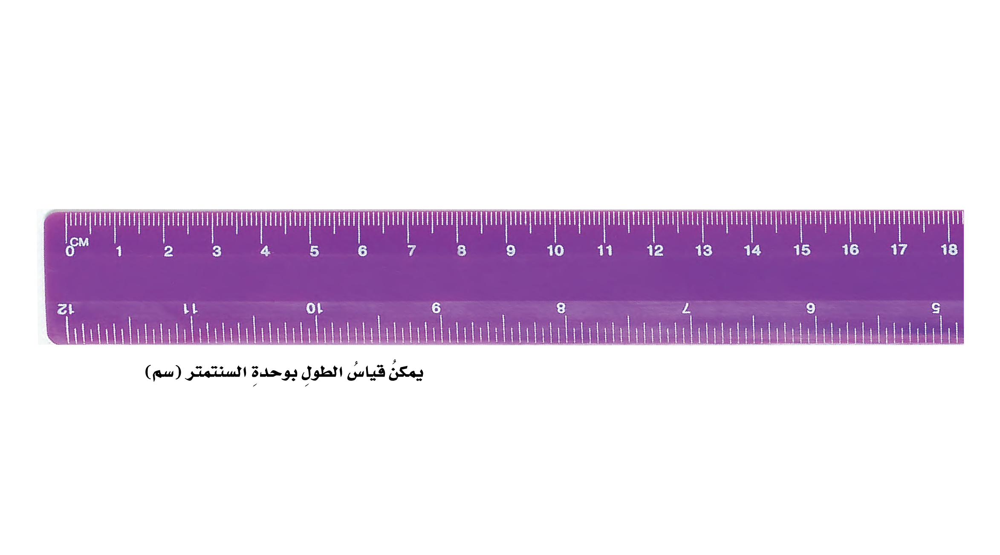 CM
0 1 2 3 4 5 6 7 8 9 10 11 12 13 14 15 16 17 18
12 11 10 9 8 7 6 5
يمكنُ قياسُ الطولِ بوحدةِ السنتمتر (سم)